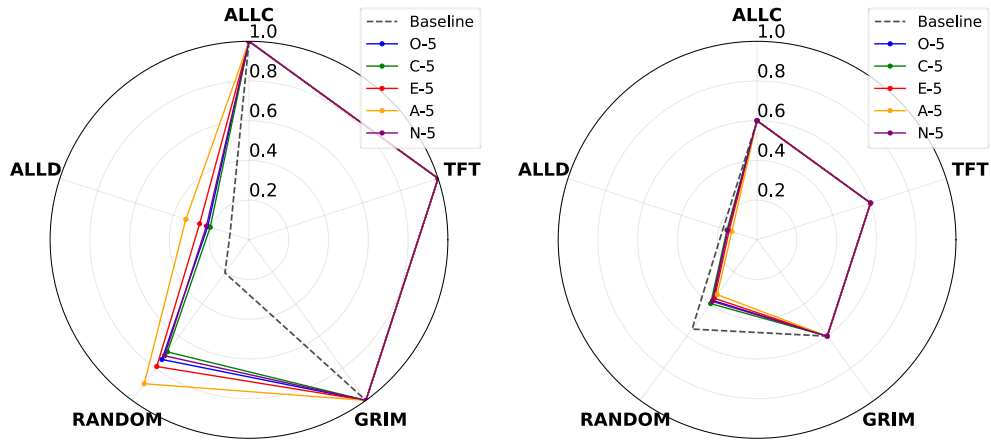 ALLC
1.0
0.8
0.6
0.4
0.2
ALLD
TFT
RANDOM
GRIM
Baseline
O-5
C-5
E-5
A-5
N-5
ALLC
1.0
0.8
0.6
0.4
0.2
ALLD
TFT
RANDOM
GRIM
Baseline
O-5
C-5
E-5
A-5
N-5